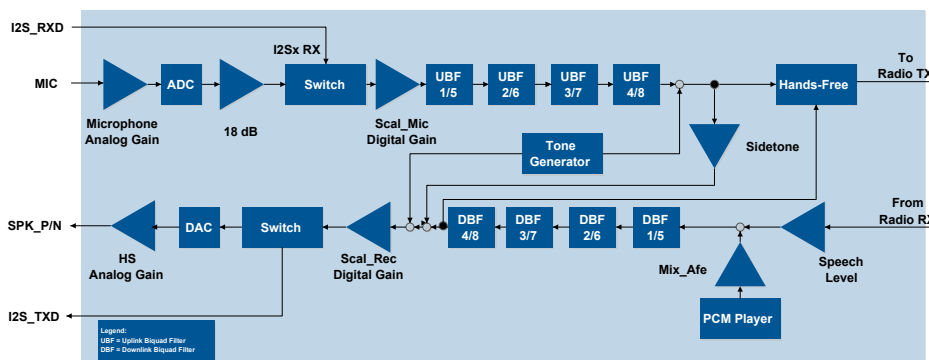 I2S_RXD
I2Sx RX
To
Radio TX
MIC
ADC
Switch
UBF
1/5
UBF
2/6
UBF
3/7
UBF
4/8
Hands-Free
Microphone
Analog Gain
18 dB
Scal_Mic
Digital Gain
Tone
Generator
Sidetone
From
Radio RX
SPK_P/N
DAC
Switch
DBF
4/8
DBF
3/7
DBF
2/6
DBF
1/5
HS
Analog Gain
Scal_Rec
Digital Gain
Mix_Afe
Speech
Level
PCM Player
I2S_TXD
Legend:
UBF = Uplink Biquad Filter
DBF = Downlink Biquad Filter